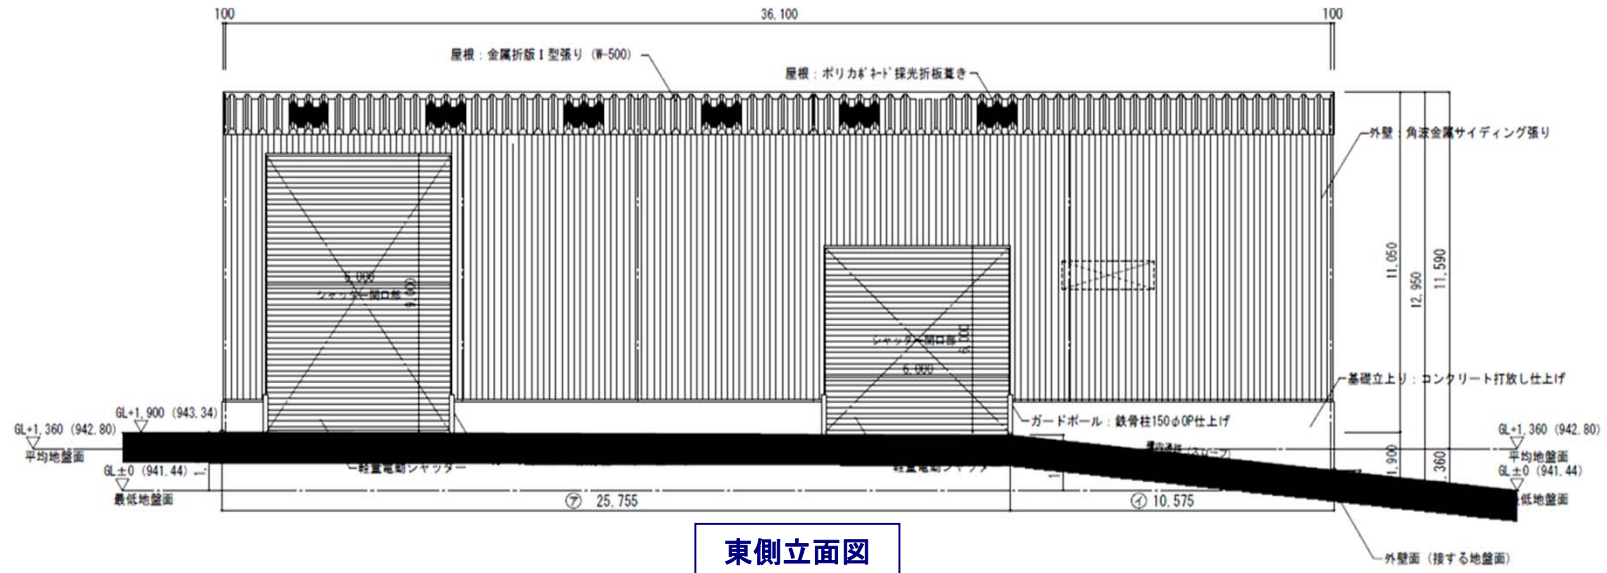 100
36,100
100
屋根：金属折版Ⅰ型張り (W-500)
屋根：ポリカボネード採光折板葺き
外壁：角波金属サイディング張り
6,000
シャッター開口部
9,000
シャッター開口部
6,000
6,000
11,050
12,950
11,590
基礎立上り：コンクリート打放し仕上げ
ガードポール：鉄骨柱150φOP仕上げ
GL+1,900 (943.34)
GL+1,360 (942.80)
平均地盤面
GL±0 (941.44)
最低地盤面
軽量電動シャッター
軽量電動シャッタ
GL+1,360 (942.80)
平均地盤面
GL±0 (941.44)
低地盤面
1,900
,360
㋐ 25,755
㋑ 10,575
外壁面 (接する地盤面)
東側立面図